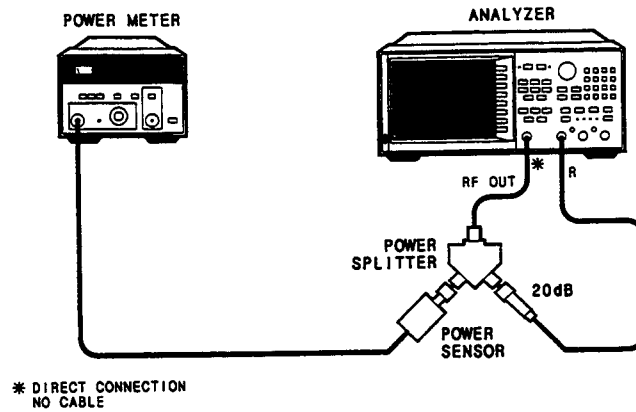 POWER METER
ANALYZER
RF OUT
*
R
POWER
SPLITTER
20dB
POWER
SENSOR
* DIRECT CONNECTION
NO CABLE